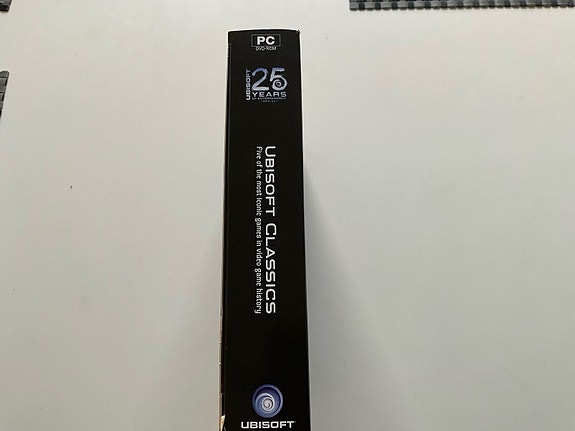 PC
DVD-ROM
UBISOFT
25
YEARS
UBISOFT CLASSICS
Five of the most iconic games in video game history
UBISOFT